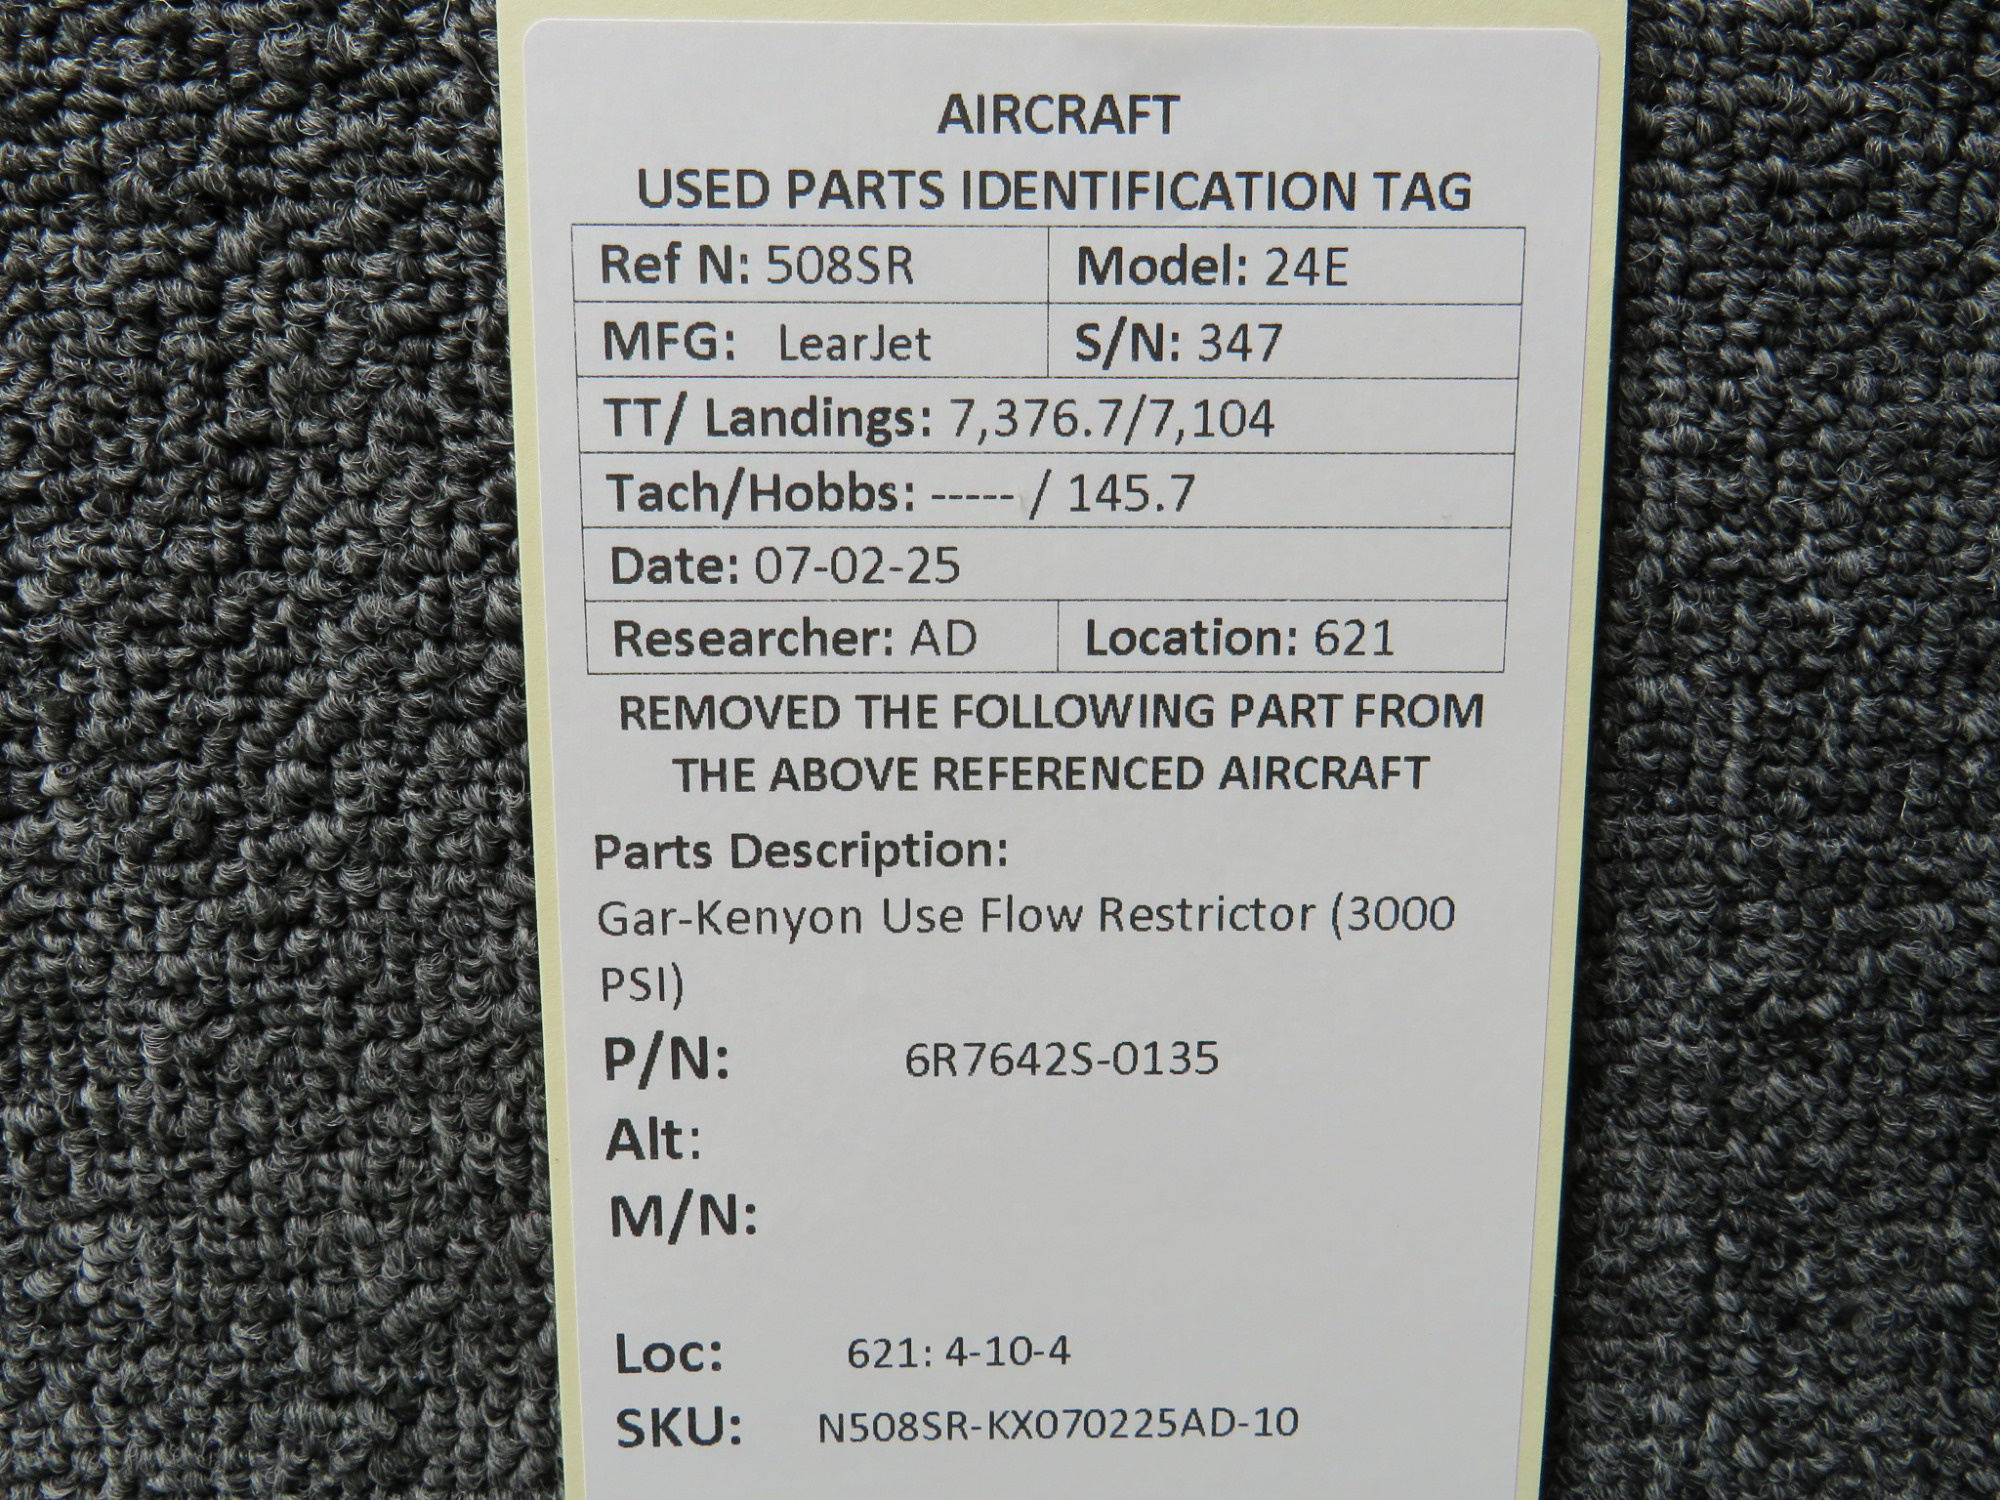 AIRCRAFT
USED PARTS IDENTIFICATION TAG
Ref N: 508SR Model: 24E
MFG: LearJet S/N: 347
TT/ Landings: 7,376.7/7,104
Tach/Hobbs: ----- / 145.7
Date: 07-02-25
Researcher: AD Location: 621
REMOVED THE FOLLOWING PART FROM
THE ABOVE REFERENCED AIRCRAFT
Parts Description:
Gar-Kenyon Use Flow Restrictor (3000
PSI)
P/N: 6R7642S-0135
Alt:
M/N:
Loc: 621: 4-10-4
SKU: N508SR-KX070225AD-10